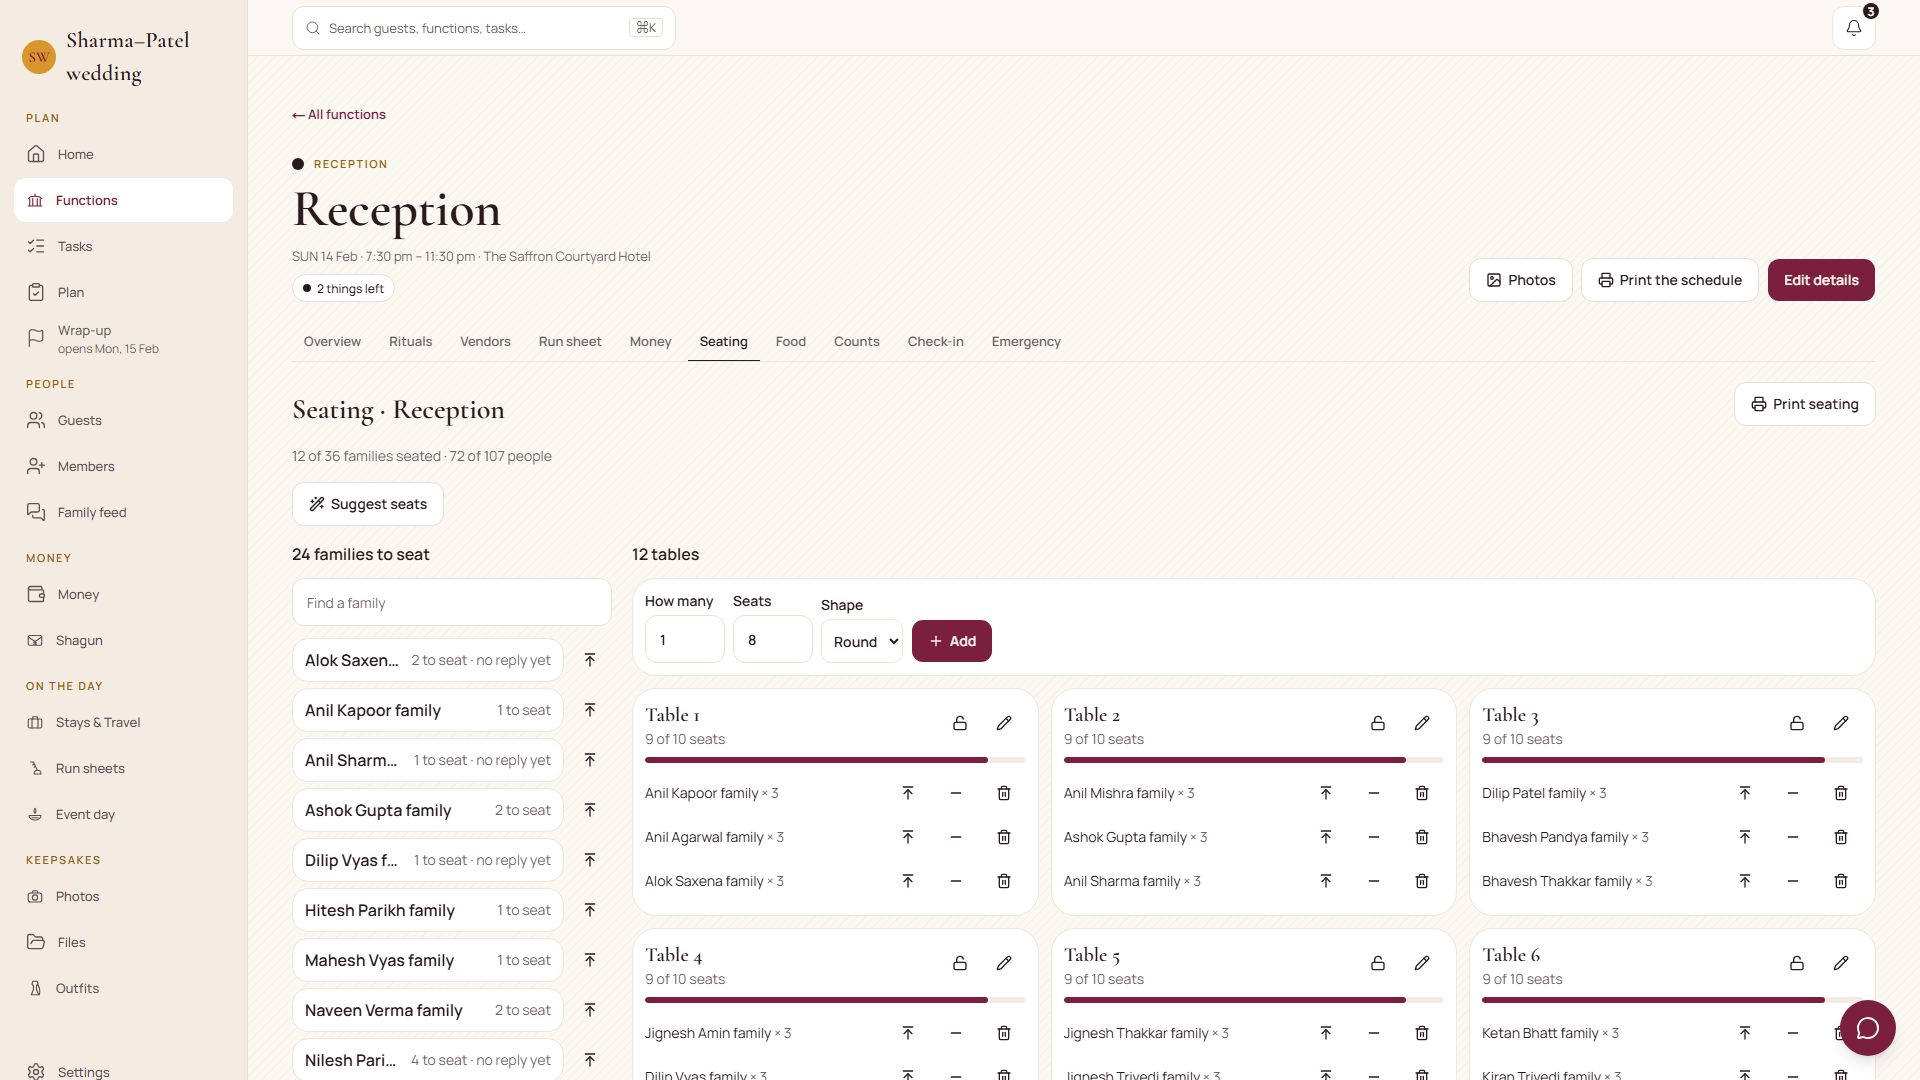 SW
Sharma–Patel
wedding
PLAN
Home
Functions
Tasks
Plan
Wrap-up
opens Mon, 15 Feb
PEOPLE
Guests
Members
Family feed
MONEY
Money
Shagun
ON THE DAY
Stays & Travel
Run sheets
Event day
KEEPSAKES
Photos
Files
Outfits
Settings
Search guests, functions, tasks...
⌘K
3
← All functions
RECEPTION
Reception
SUN 14 Feb · 7:30 pm – 11:30 pm · The Saffron Courtyard Hotel
2 things left
Photos
Print the schedule
Edit details
Overview
Rituals
Vendors
Run sheet
Money
Seating
Food
Counts
Check-in
Emergency
Seating · Reception
Print seating
12 of 36 families seated · 72 of 107 people
Suggest seats
24 families to seat
Find a family
Alok Saxen... 2 to seat · no reply yet
Anil Kapoor family 1 to seat
Anil Sharm... 1 to seat · no reply yet
Ashok Gupta family 2 to seat
Dilip Vyas f... 1 to seat · no reply yet
Hitesh Parikh family 1 to seat
Mahesh Vyas family 1 to seat
Naveen Verma family 2 to seat
Nilesh Pari... 4 to seat · no reply yet
12 tables
How many Seats Shape
1 8 Round + Add
Table 1
9 of 10 seats
Anil Kapoor family × 3
Anil Agarwal family × 3
Alok Saxena family × 3
Table 2
9 of 10 seats
Anil Mishra family × 3
Ashok Gupta family × 3
Anil Sharma family × 3
Table 3
9 of 10 seats
Dilip Patel family × 3
Bhavesh Pandya family × 3
Bhavesh Thakkar family × 3
Table 4
9 of 10 seats
Jignesh Amin family × 3
Dilip Vyas family × 3
Table 5
9 of 10 seats
Jignesh Thakkar family × 3
Jignesh Trivedi family × 3
Table 6
9 of 10 seats
Ketan Bhatt family × 3
Kiran Trivedi family × 3